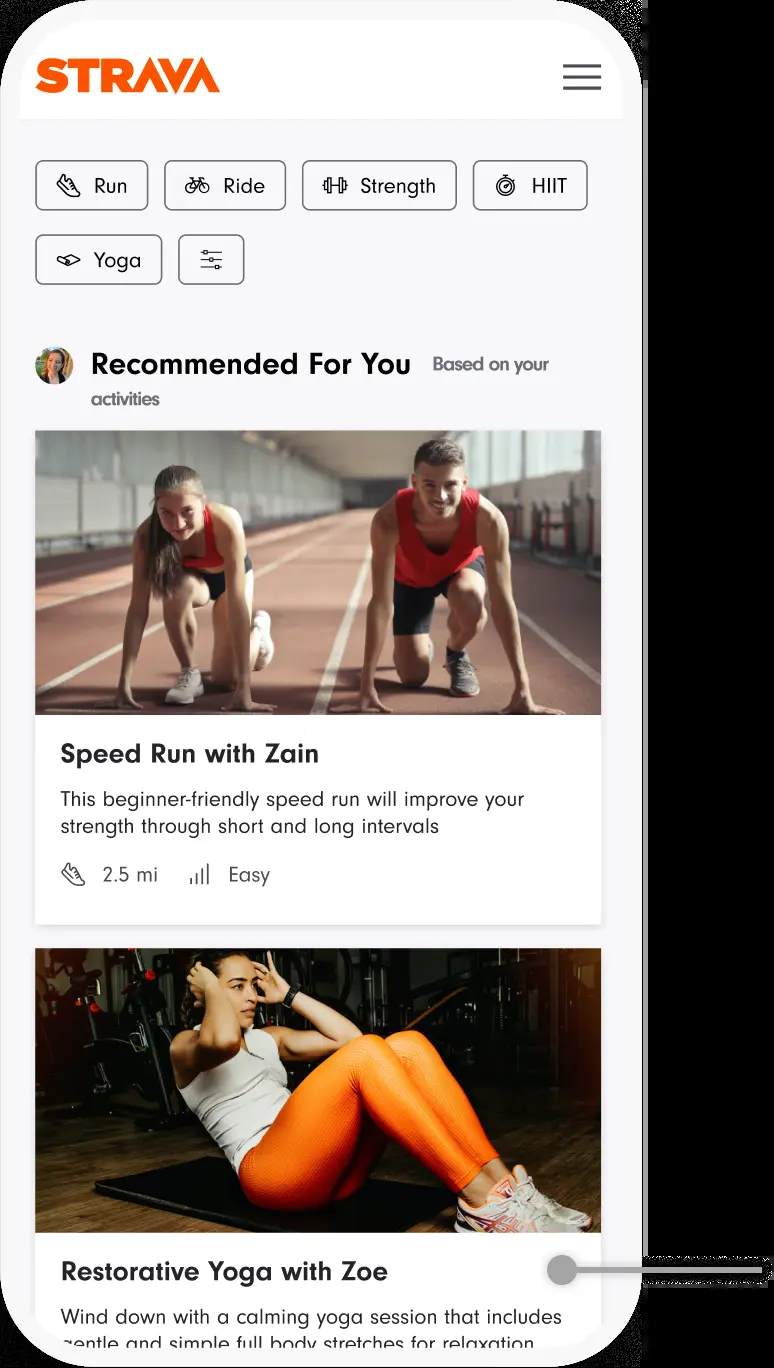 STRAVA
Run Ride Strength HIIT
Yoga
Recommended For You Based on your
activities
Speed Run with Zain
This beginner-friendly speed run will improve your
strength through short and long intervals
2.5 mi Easy
Restorative Yoga with Zoe
Wind down with a calming yoga session that includes
gentle and simple full body stretches for relaxation